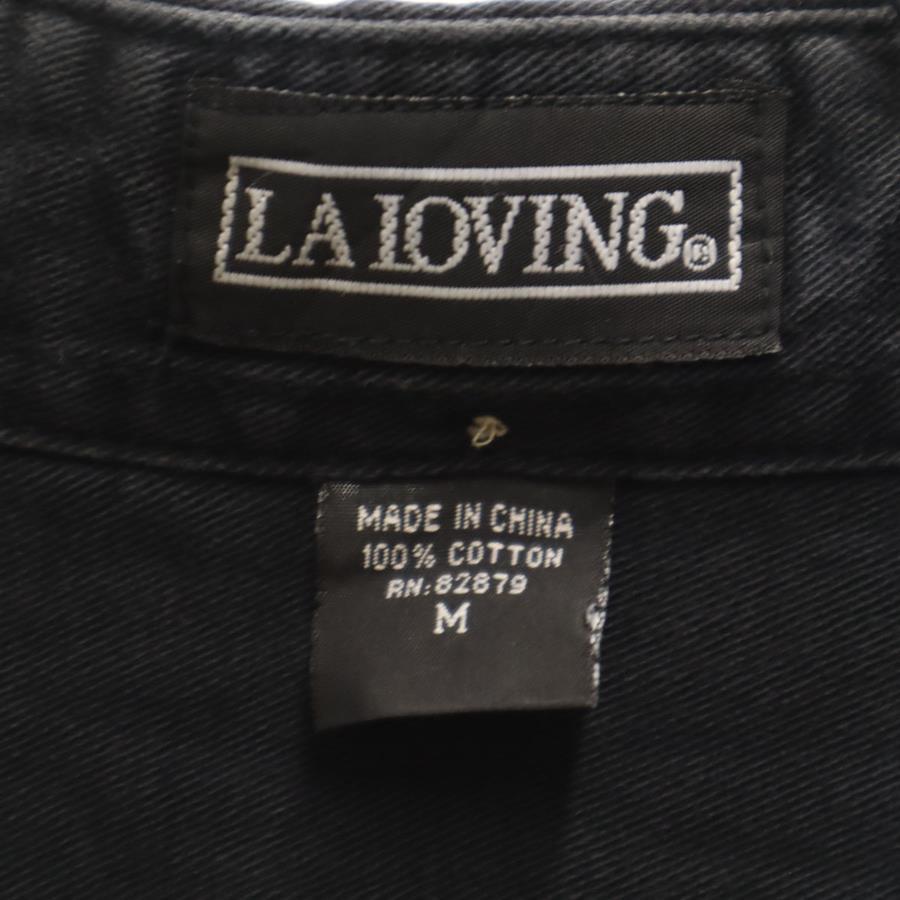 LA LOVING®
MADE IN CHINA
100% COTTON
RN:82879
M